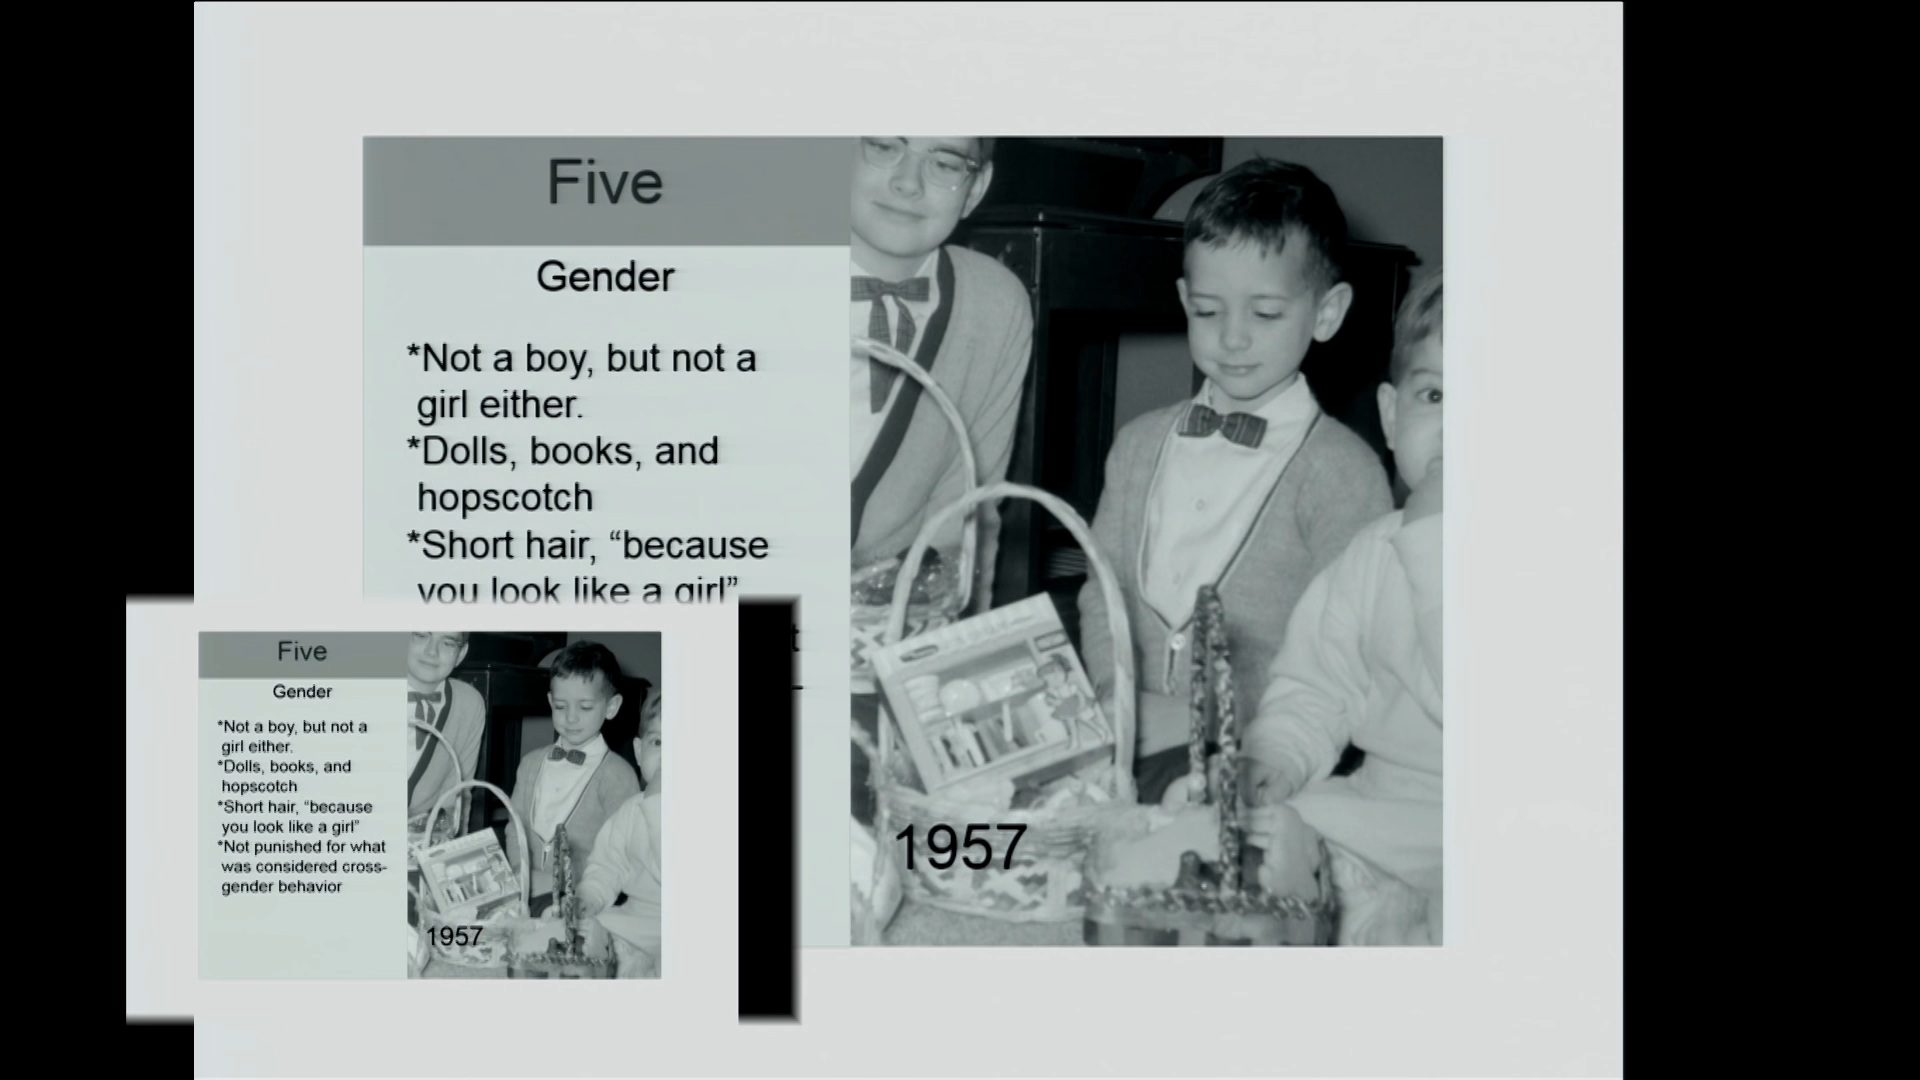 Five
Gender
*Not a boy, but not a
girl either.
*Dolls, books, and
hopscotch
*Short hair, “because
you look like a girl”
t
1957
Five
Gender
*Not a boy, but not a
girl either.
*Dolls, books, and
hopscotch
*Short hair, “because
you look like a girl”
*Not punished for what
was considered cross-
gender behavior
1957